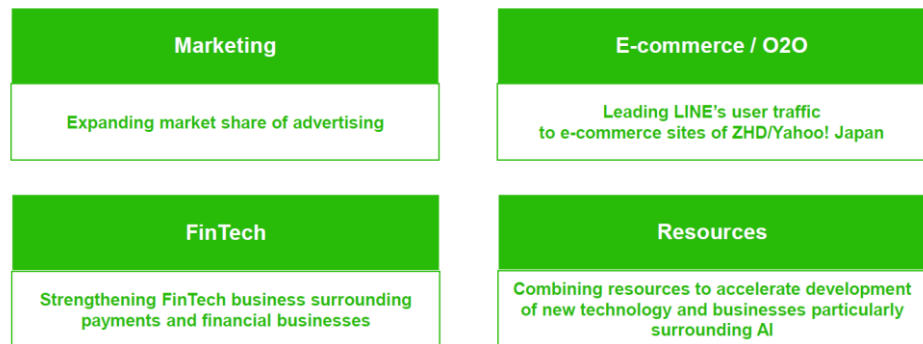 Marketing
Expanding market share of advertising
E-commerce / O2O
Leading LINE's user traffic
to e-commerce sites of ZHD/Yahoo! Japan
FinTech
Strengthening FinTech business surrounding
payments and financial businesses
Resources
Combining resources to accelerate development
of new technology and businesses particularly
surrounding AI